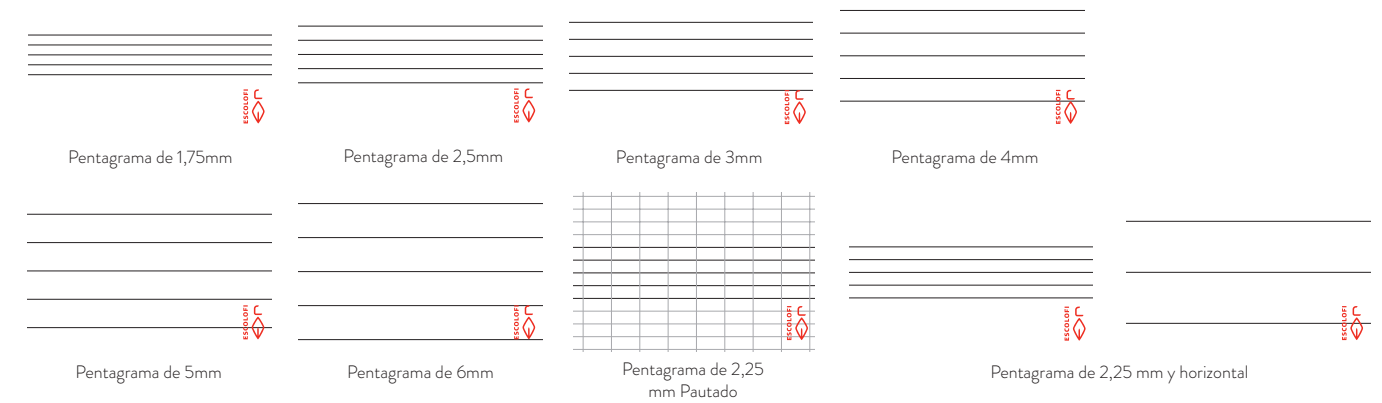 ESCOLOFI
ESCOLOFI
ESCOLOFI
ESCOLOFI
Pentagrama de 1,75mm
Pentagrama de 2,5mm
Pentagrama de 3mm
Pentagrama de 4mm
ESCOLOFI
ESCOLOFI
ESCOLOFI
ESCOLOFI
ESCOLOFI
Pentagrama de 5mm
Pentagrama de 6mm
Pentagrama de 2,25
mm Pautado
Pentagrama de 2,25 mm y horizontal